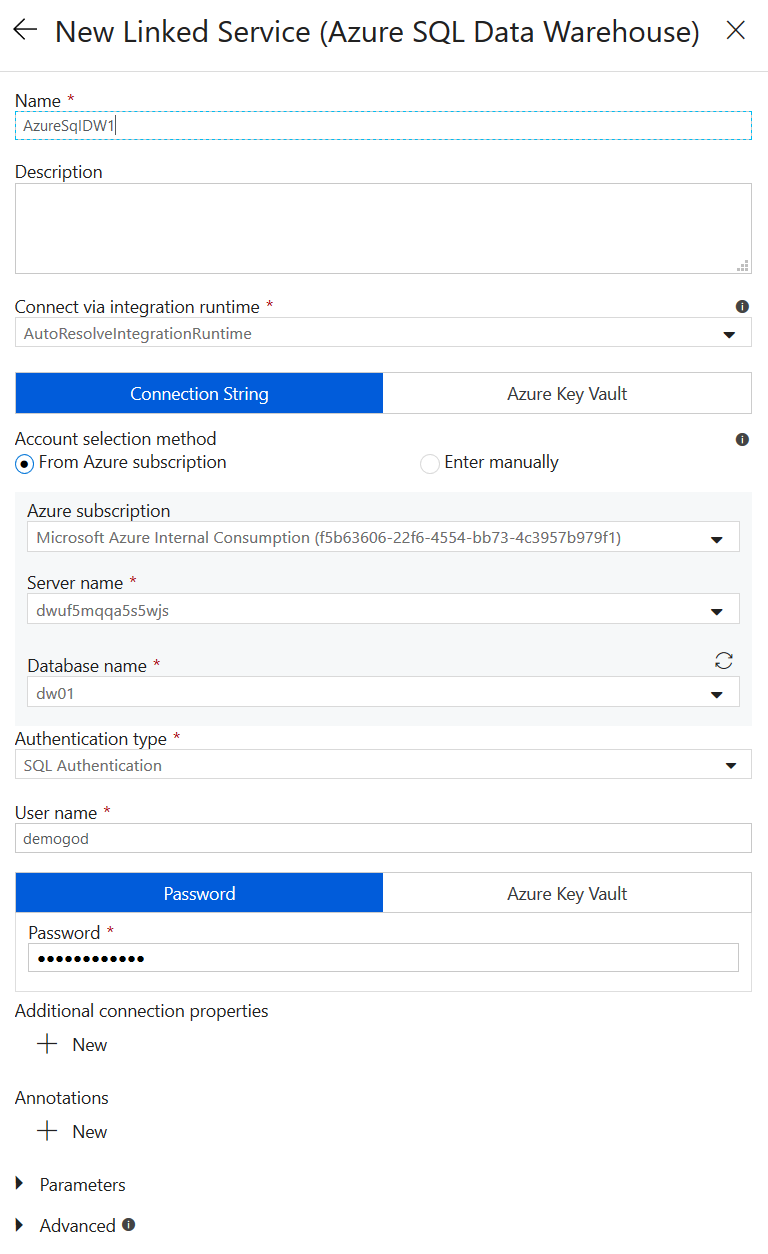 New Linked Service (Azure SQL Data Warehouse)
Name *
AzureSqlDW1
Description
Connect via integration runtime *
AutoResolveIntegrationRuntime
Connection String
Azure Key Vault
Account selection method
From Azure subscription
Enter manually
Azure subscription
Microsoft Azure Internal Consumption (f5b63606-22f6-4554-bb73-4c3957b979f1)
Server name *
dwuf5mqqa5s5wjs
Database name *
dw01
Authentication type *
SQL Authentication
User name *
demogod
Password
Azure Key Vault
Password *
••••••••••••
Additional connection properties
New
Annotations
New
Parameters
Advanced